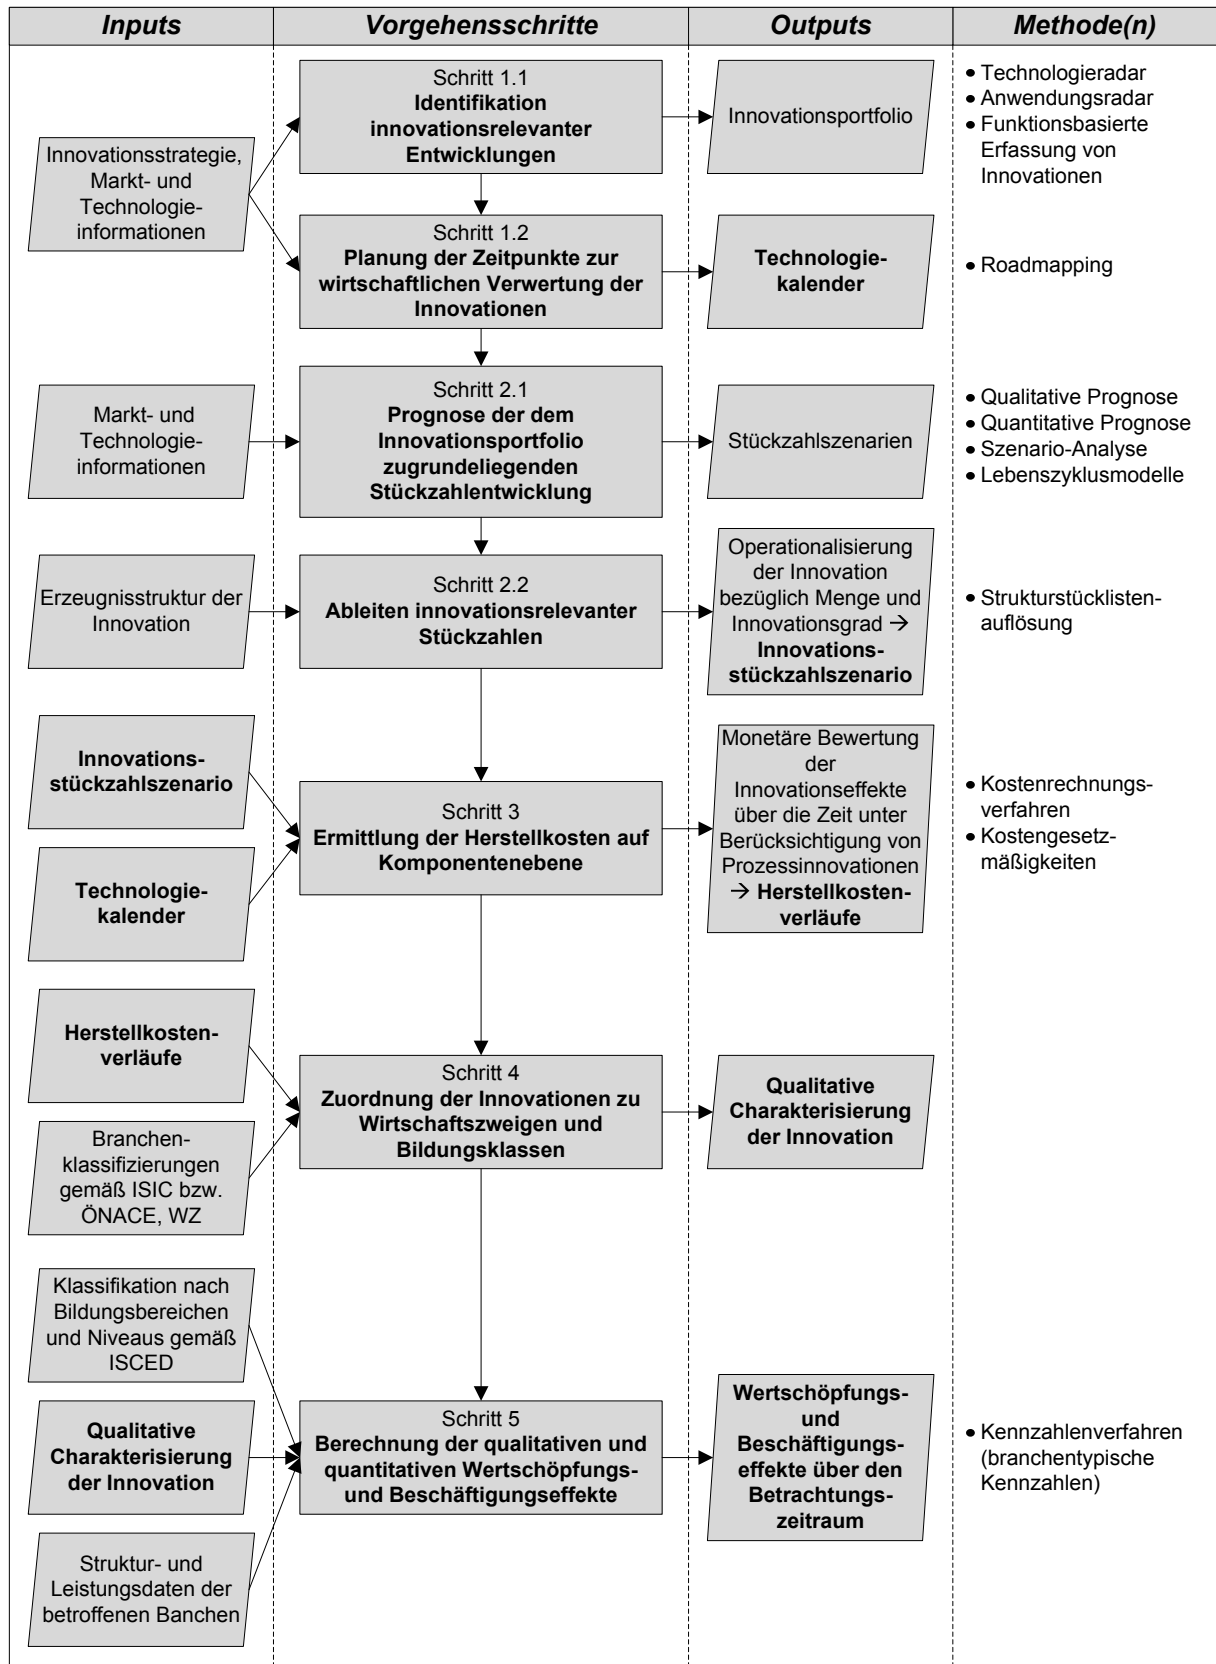 Inputs
Vorgehensschritte
Outputs
Methode(n)
Innovationsstrategie,
Markt- und
Technologie-
informationen
Schritt 1.1
Identifikation
innovationsrelevanter
Entwicklungen
Innovationsportfolio
• Technologieradar
• Anwendungsradar
• Funktionsbasierte
Erfassung von
Innovationen
Schritt 1.2
Planung der Zeitpunkte zur
wirtschaftlichen Verwertung der
Innovationen
Technologie-
kalender
• Roadmapping
Markt- und
Technologie-
informationen
Schritt 2.1
Prognose der dem
Innovationsportfolio
zugrundeliegenden
Stückzahlentwicklung
Stückzahlszenarien
• Qualitative Prognose
• Quantitative Prognose
• Szenario-Analyse
• Lebenszyklusmodelle
Erzeugnisstruktur der
Innovation
Schritt 2.2
Ableiten innovationsrelevanter
Stückzahlen
Operationalisierung
der Innovation
bezüglich Menge und
Innovationsgrad →
Innovations-
stückzahlszenario
• Strukturstücklisten-
auflösung
Innovations-
stückzahlszenario
Technologie-
kalender
Schritt 3
Ermittlung der Herstellkosten auf
Komponentenebene
Monetäre Bewertung
der
Innovationseffekte
über die Zeit unter
Berücksichtigung von
Prozessinnovationen
→ Herstellkosten-
verläufe
• Kostenrechnungs-
verfahren
• Kostengesetz-
mäßigkeiten
Herstellkosten-
verläufe
Branchen-
klassifizierungen
gemäß ISIC bzw.
ÖNACE, WZ
Schritt 4
Zuordnung der Innovationen zu
Wirtschaftszweigen und
Bildungsklassen
Qualitative
Charakterisierung
der Innovation
Klassifikation nach
Bildungsbereichen
und Niveaus gemäß
ISCED
Qualitative
Charakterisierung
der Innovation
Struktur- und
Leistungsdaten der
betroffenen Banchen
Schritt 5
Berechnung der qualitativen und
quantitativen Wertschöpfungs-
und Beschäftigungseffekte
Wertschöpfungs-
und
Beschäftigungs-
effekte über den
Betrachtungs-
zeitraum
• Kennzahlenverfahren
(branchentypische
Kennzahlen)